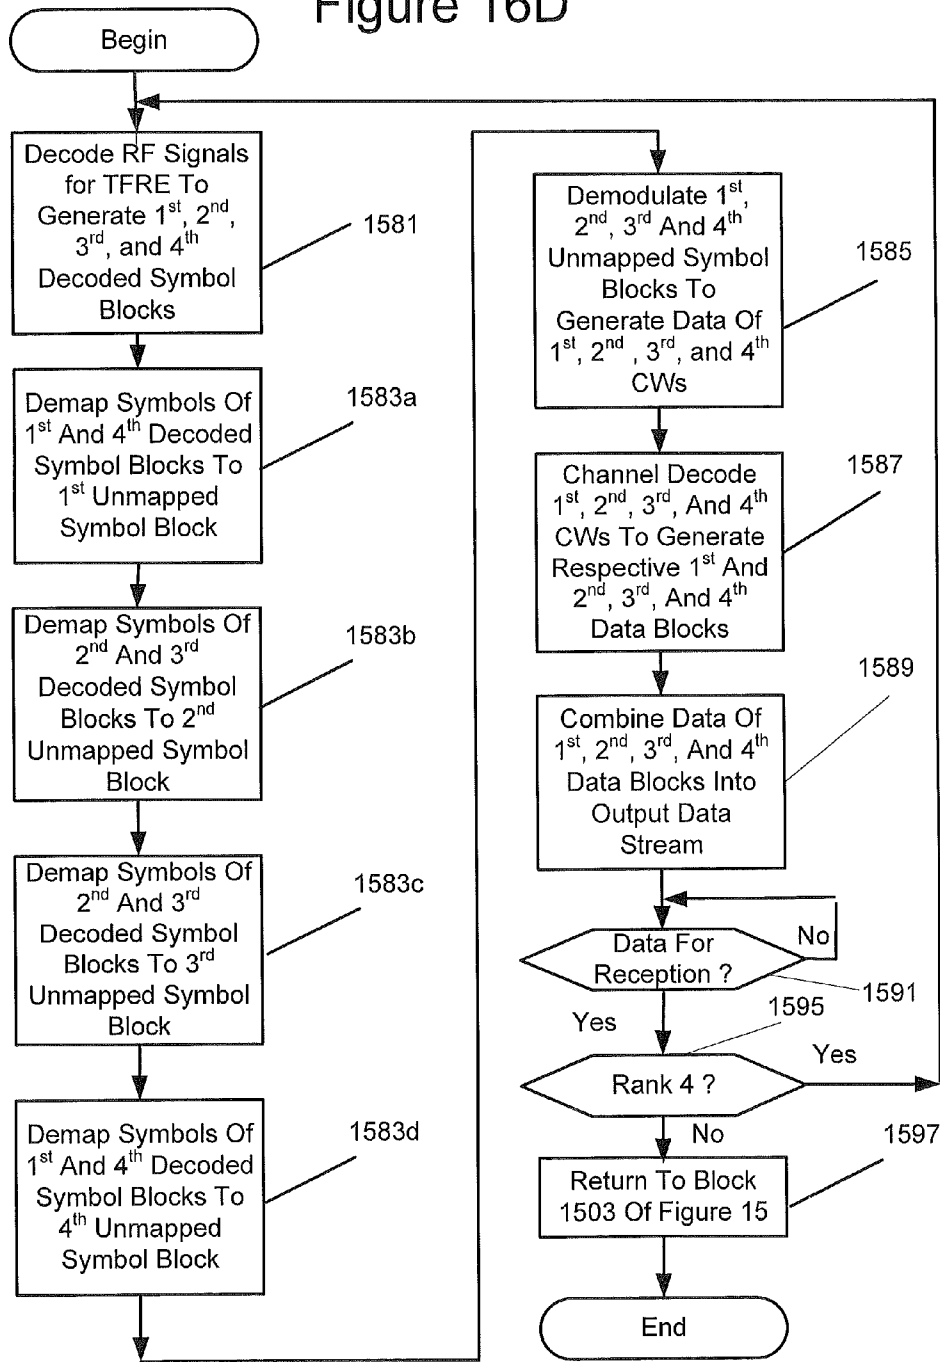 Figure 16D
Begin
Decode RF Signals
for TFRE To
Generate 1st, 2nd,
3rd, and 4th
Decoded Symbol
Blocks
1581
Demap Symbols Of
1st And 4th Decoded
Symbol Blocks To
1st Unmapped
Symbol Block
1583a
Demap Symbols Of
2nd And 3rd
Decoded Symbol
Blocks To 2nd
Unmapped Symbol
Block
1583b
Demap Symbols Of
2nd And 3rd
Decoded Symbol
Blocks To 3rd
Unmapped Symbol
Block
1583c
Demap Symbols Of
1st And 4th Decoded
Symbol Blocks To
4th Unmapped
Symbol Block
1583d
Demodulate 1st,
2nd, 3rd And 4th
Unmapped Symbol
Blocks To
Generate Data Of
1st, 2nd , 3rd, and 4th
CWs
1585
Channel Decode
1st, 2nd, 3rd, And 4th
CWs To Generate
Respective 1st And
2nd, 3rd, And 4th
Data Blocks
1587
Combine Data Of
1st, 2nd, 3rd, And 4th
Data Blocks Into
Output Data
Stream
1589
Data For
Reception ?
No
1591
Yes
1595
Rank 4 ?
Yes
No
Return To Block
1503 Of Figure 15
1597
End